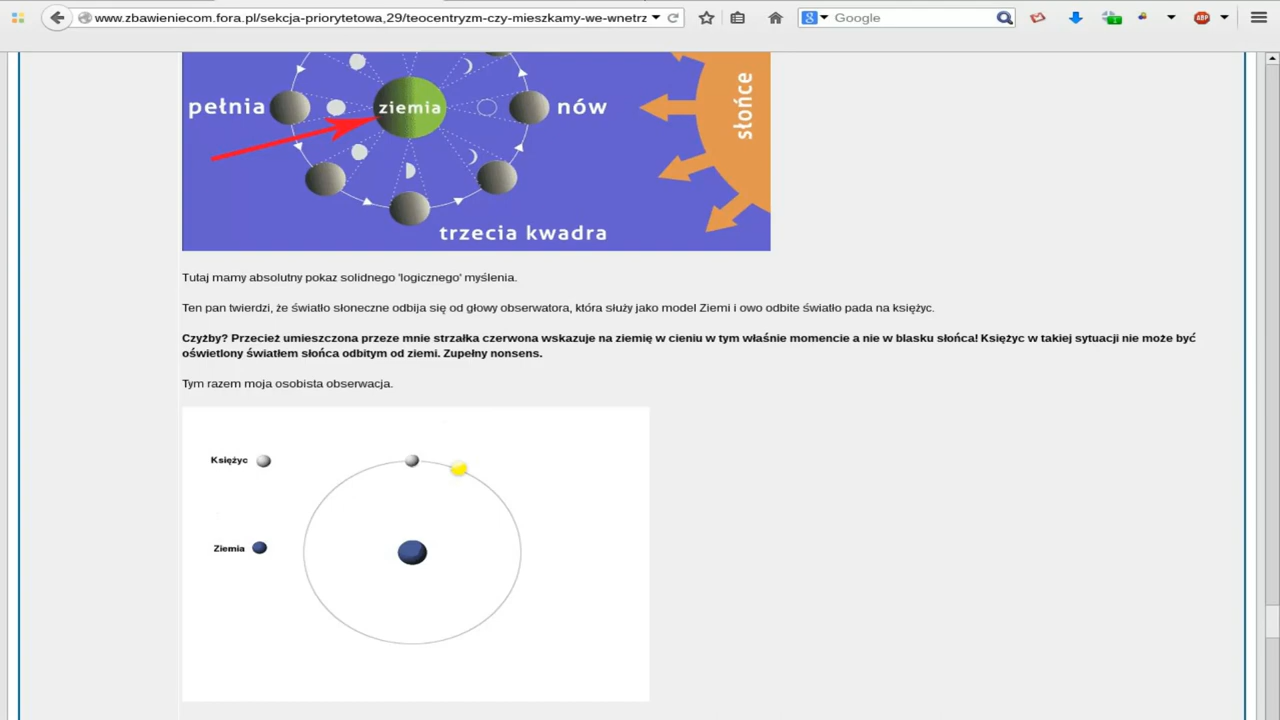 www.zbawieniecom.fora.pl/sekcja-priorytetowa,29/teocentryzm-czy-mieszkamy-we-wnetrz
Google
ABP
pełnia
ziemia
nów
słońce
trzecia kwadra
Tutaj mamy absolutny pokaz solidnego 'logicznego' myślenia.
Ten pan twierdzi, że światło słoneczne odbija się od głowy obserwatora, która służy jako model Ziemi i owo odbite światło pada na księżyc.
Czyżby? Przecież umieszczona przeze mnie strzałka czerwona wskazuje na ziemię w cieniu w tym właśnie momencie a nie w blasku słońca! Księżyc w takiej sytuacji nie może być
oświetlony światłem słońca odbitym od ziemi. Zupełny nonsens.
Tym razem moja osobista obserwacja.
Księżyc
Ziemia